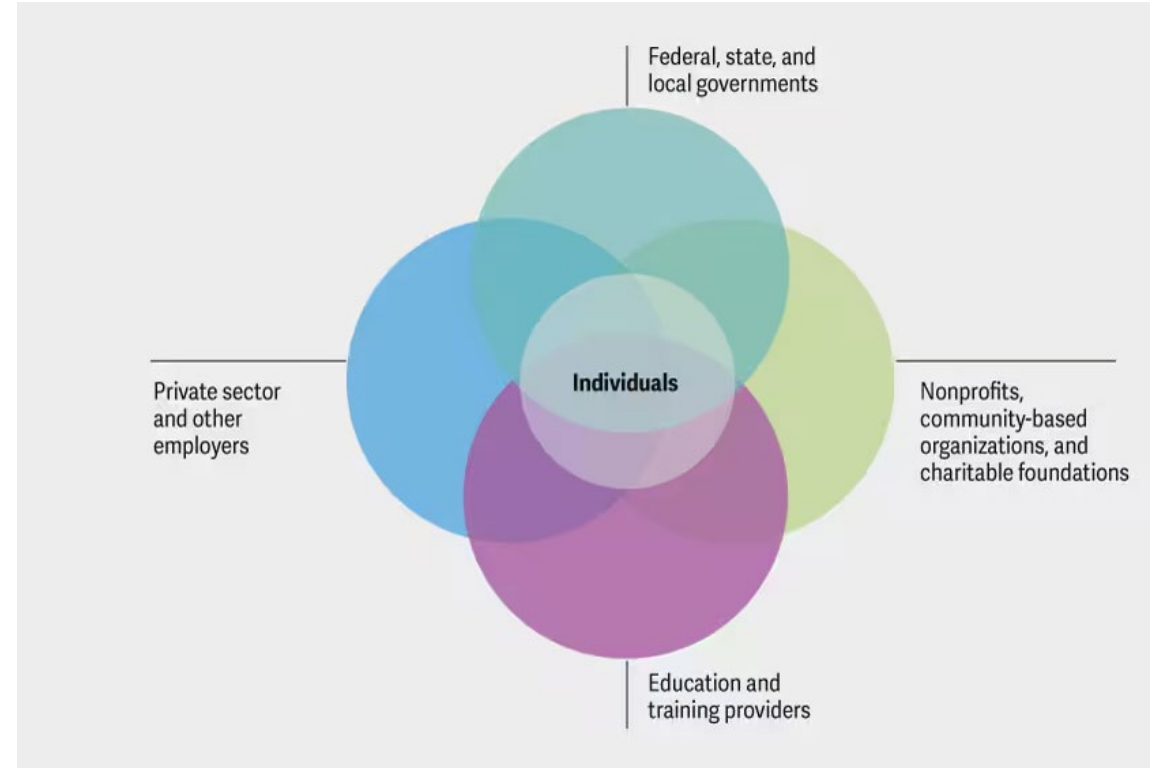 Federal, state, and
local governments
Individuals
Private sector
and other
employers
Nonprofits,
community-based
organizations, and
charitable foundations
Education and
training providers